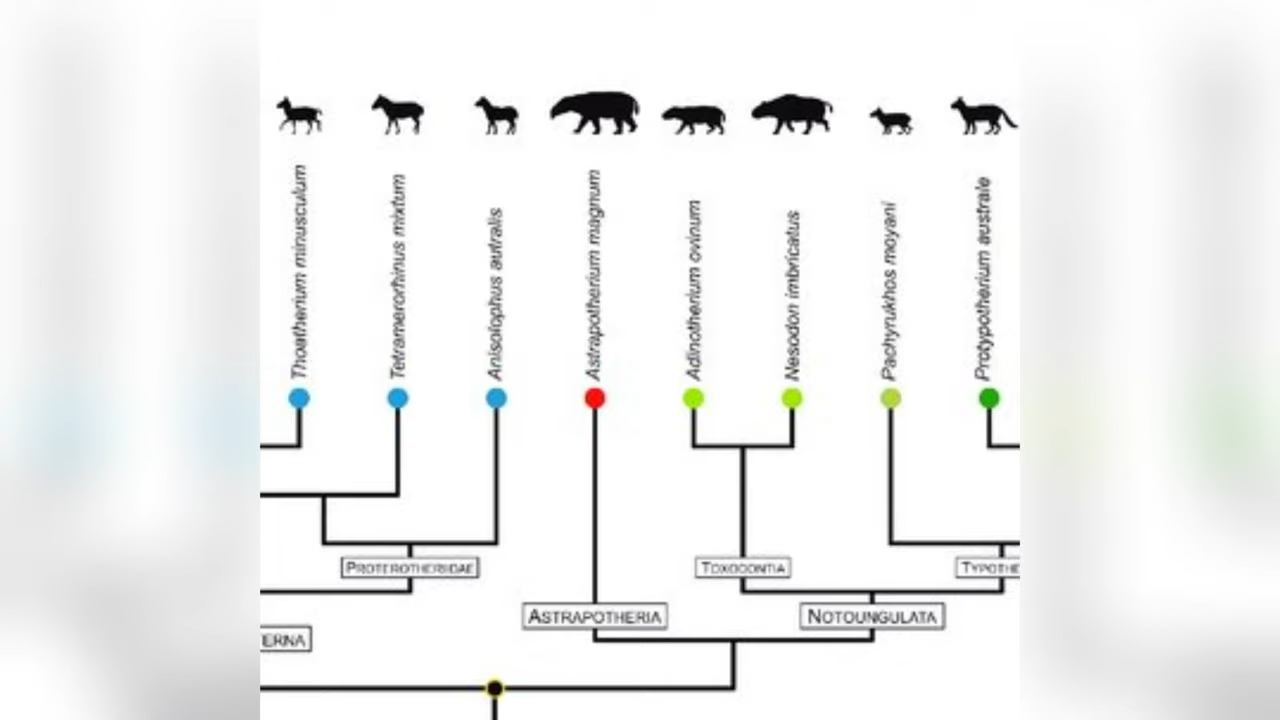 Thoatherium minusculum
Tetramerorhinus mixtum
Anisolophus autralis
Astrapotherium magnum
Adinotherium ovinum
Nesodon imbricatus
Pachyrukhos moyani
Protypotherium australe
PROTEROTHERIIDAE
TOXODONTIA
TYPOTHE
ASTRAPOTHERIA
NOTOUNGULATA
ERNA